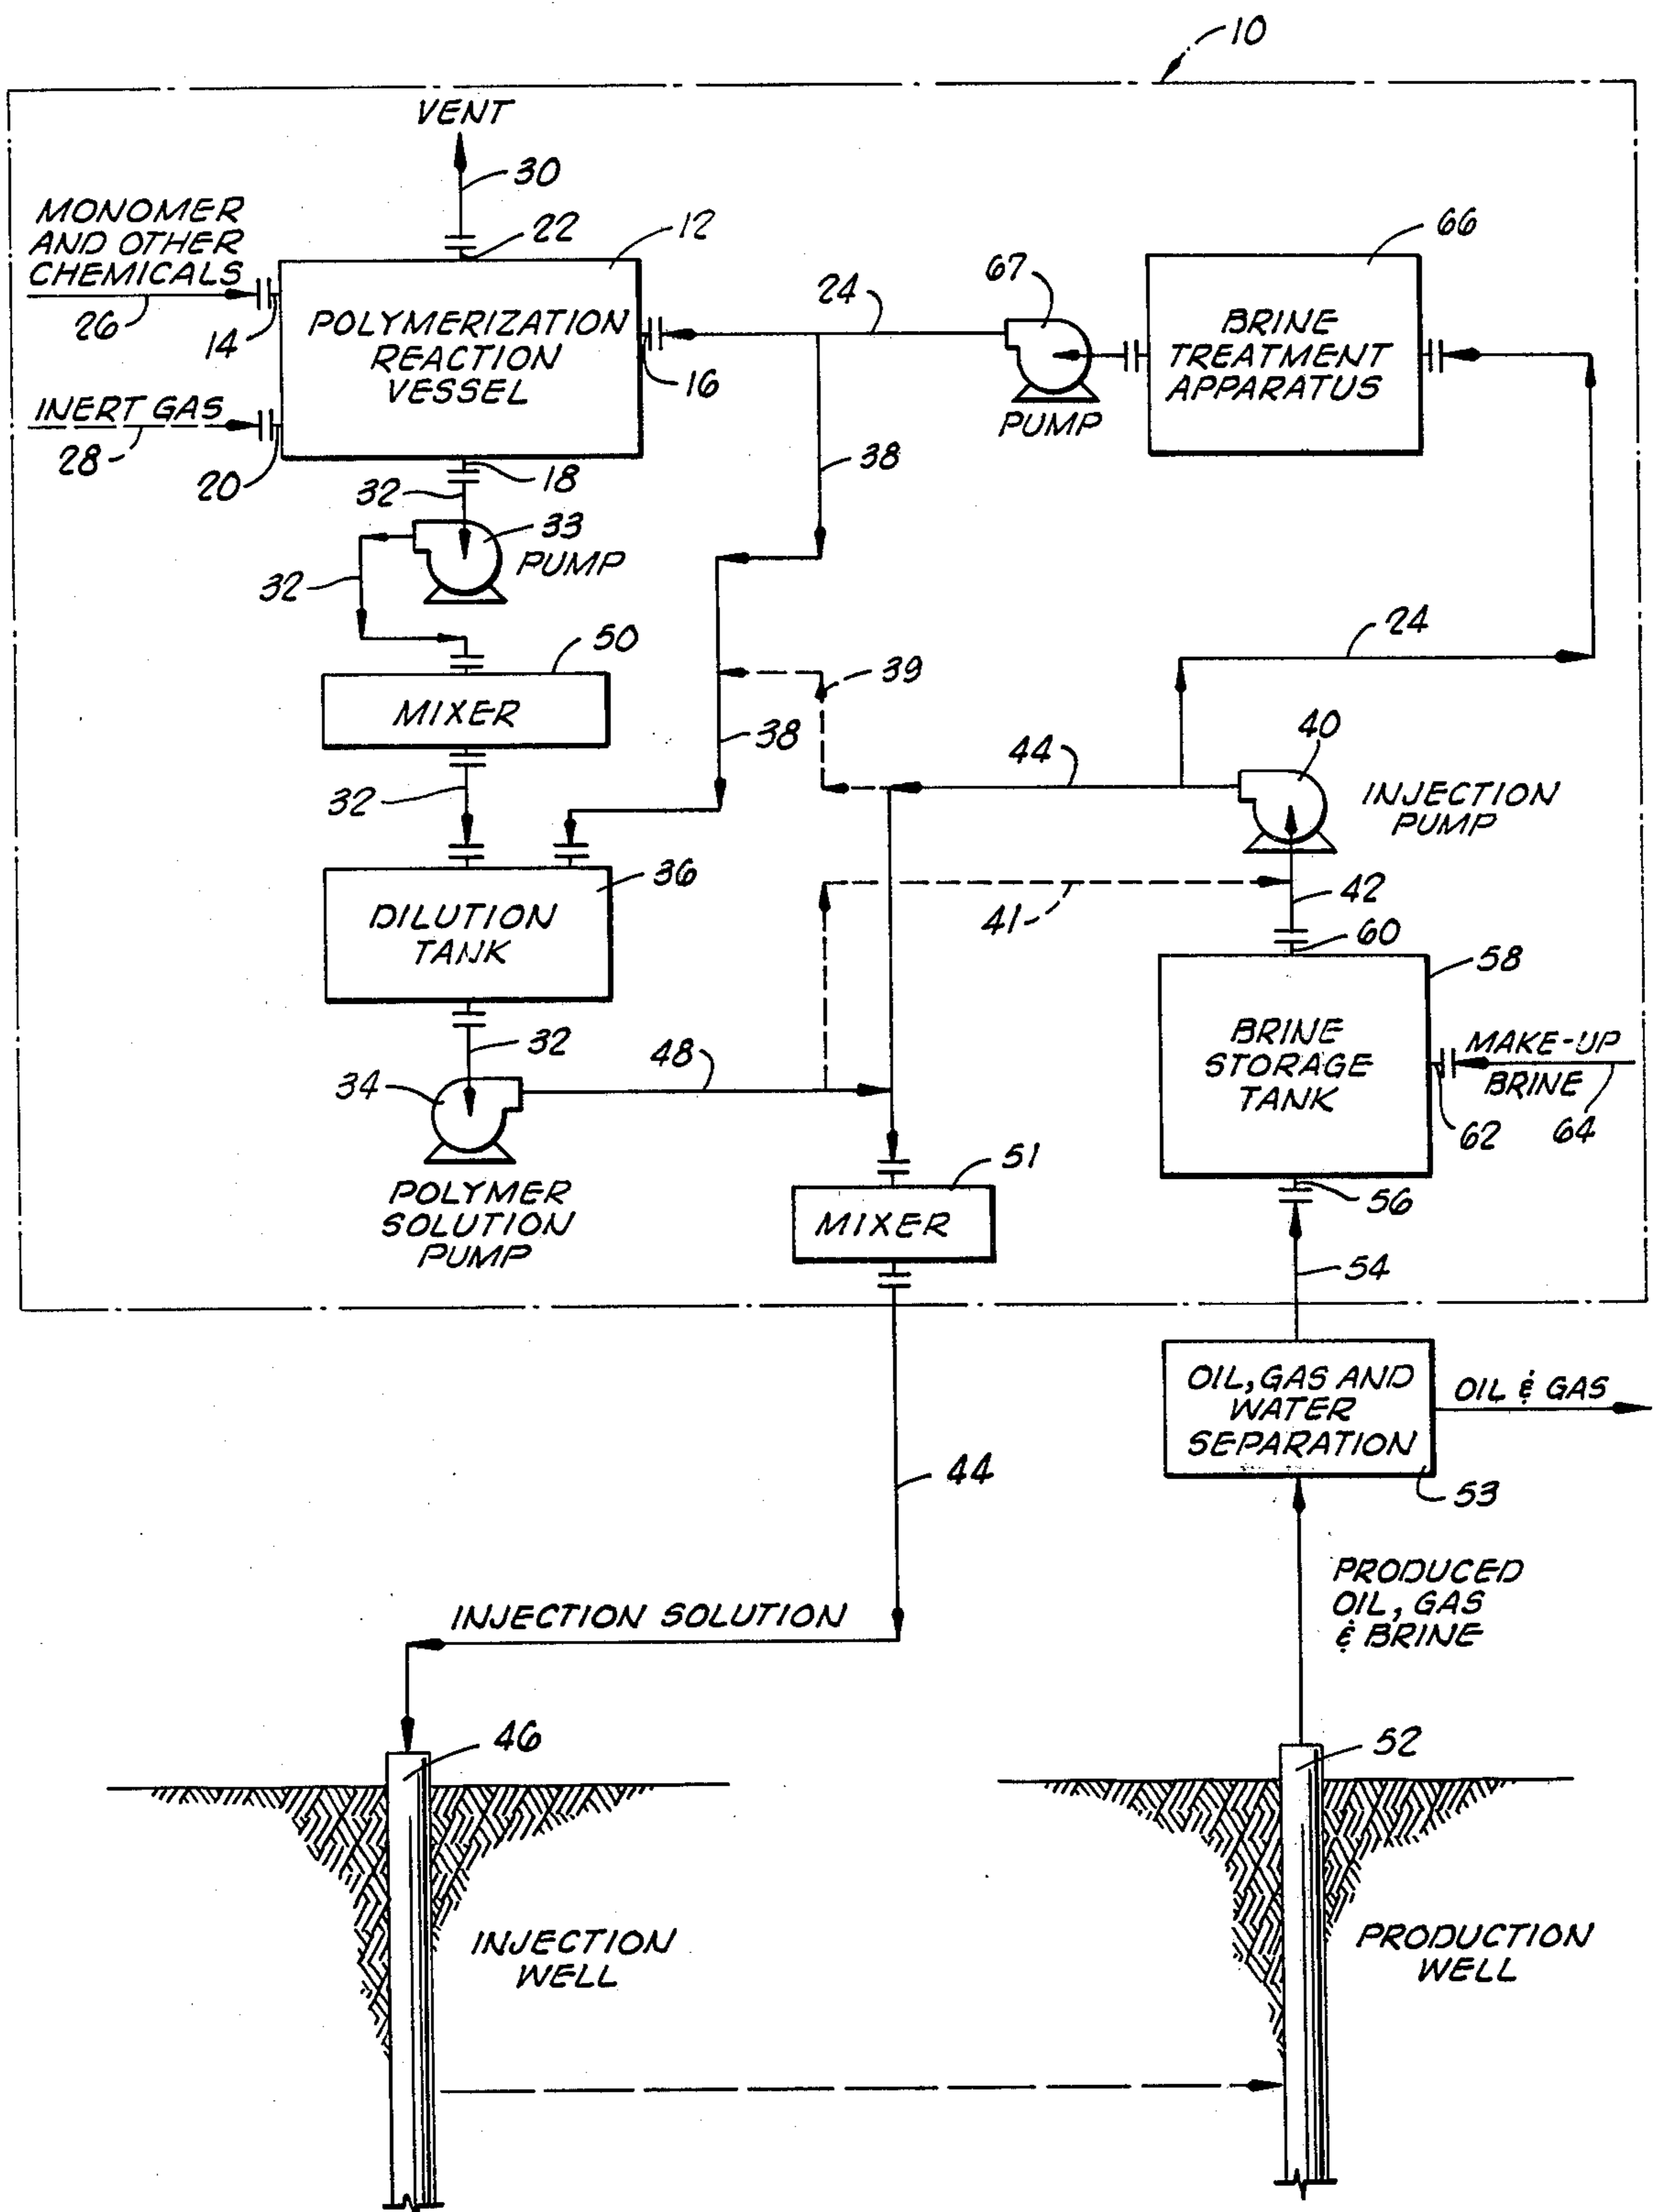 10
VENT
30
MONOMER
AND OTHER
CHEMICALS
26
14
22
12
POLYMERIZATION
REACTION
VESSEL
INERT GAS
28
20
16
18
24
67
PUMP
66
BRINE
TREATMENT
APPARATUS
38
32
33
PUMP
32
50
MIXER
39
38
24
32
44
40
INJECTION
PUMP
36
DILUTION
TANK
41
42
60
58
BRINE
STORAGE
TANK
MAKE-UP
BRINE
62
64
32
34
48
POLYMER
SOLUTION
PUMP
51
MIXER
56
54
OIL, GAS AND
WATER
SEPARATION
OIL & GAS
53
44
PRODUCED
OIL, GAS
& BRINE
INJECTION SOLUTION
46
52
INJECTION
WELL
PRODUCTION
WELL